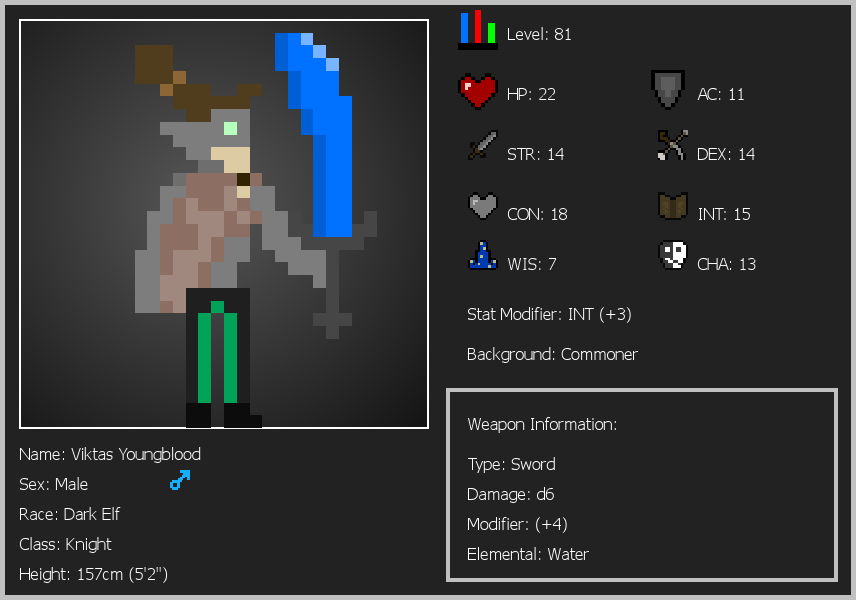 Level: 81
HP: 22
AC: 11
STR: 14
DEX: 14
CON: 18
INT: 15
WIS: 7
CHA: 13
Stat Modifier: INT (+3)
Background: Commoner
Weapon Information:
Type: Sword
Damage: d6
Modifier: (+4)
Elemental: Water
Name: Viktas Youngblood
Sex: Male
Race: Dark Elf
Class: Knight
Height: 157cm (5'2")